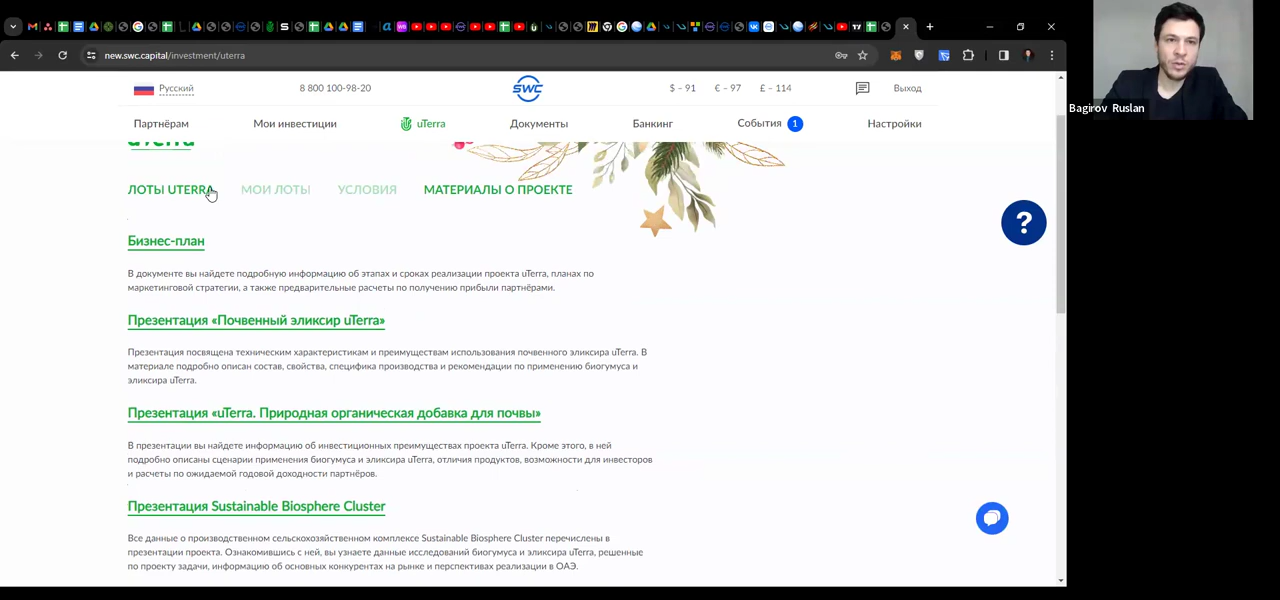 new.swc.capital/investment/uterra
Bagirov Ruslan
Русский
8 800 100-98-20
swc
$ – 91
€ – 97
£ – 114
Выход
Партнёрам
Мои инвестиции
uTerra
Документы
Банкинг
События 1
Настройки
uTerra
ЛОТЫ UTERRA
МОИ ЛОТЫ
УСЛОВИЯ
МАТЕРИАЛЫ О ПРОЕКТЕ
?
Бизнес-план
В документе вы найдете подробную информацию об этапах и сроках реализации проекта uTerra, планах по
маркетинговой стратегии, а также предварительные расчеты по получению прибыли партнёрами.
Презентация «Почвенный эликсир uTerra»
Презентация посвящена техническим характеристикам и преимуществам использования почвенного эликсира uTerra. В
материале подробно описан состав, свойства, специфика производства и рекомендации по применению биогумуса и
эликсира uTerra.
Презентация «uTerra. Природная органическая добавка для почвы»
В презентации вы найдете информацию об инвестиционных преимуществах проекта uTerra. Кроме этого, в ней
подробно описаны сценарии применения биогумуса и эликсира uTerra, отличия продуктов, возможности для инвесторов
и расчеты по ожидаемой годовой доходности партнёров.
Презентация Sustainable Biosphere Cluster
Все данные о производственном сельскохозяйственном комплексе Sustainable Biosphere Cluster перечислены в
презентации проекта. Ознакомившись с ней, вы узнаете данные исследований биогумуса и эликсира uTerra, решенные
по проекту задачи, информацию об основных конкурентах на рынке и перспективах реализации в ОАЭ.